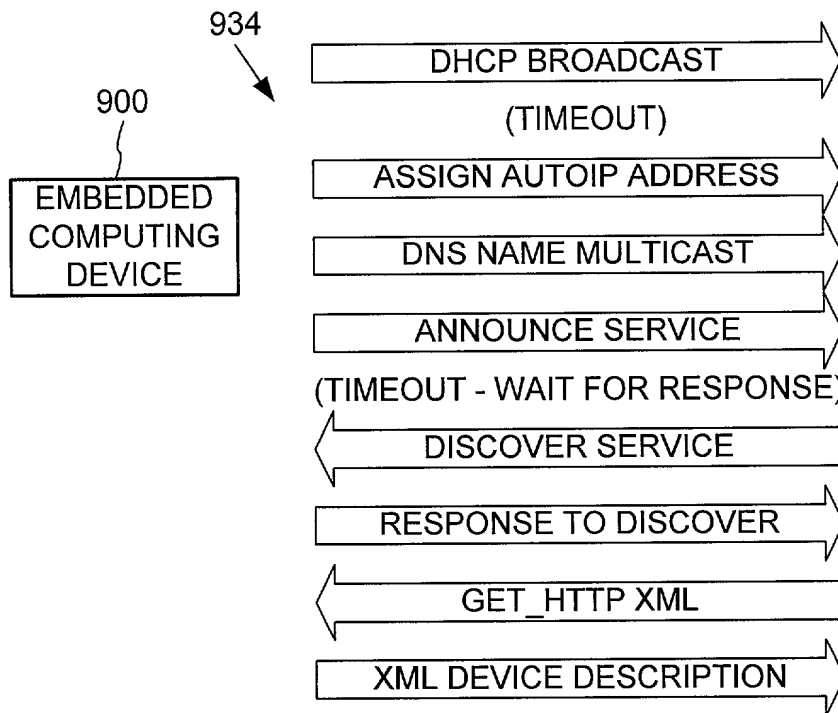 934
DHCP BROADCAST
900
(TIMEOUT)
EMBEDDED
COMPUTING
DEVICE
ASSIGN AUTOIP ADDRESS
DNS NAME MULTICAST
ANNOUNCE SERVICE
(TIMEOUT - WAIT FOR RESPONSE)
DISCOVER SERVICE
RESPONSE TO DISCOVER
GET_HTTP XML
XML DEVICE DESCRIPTION